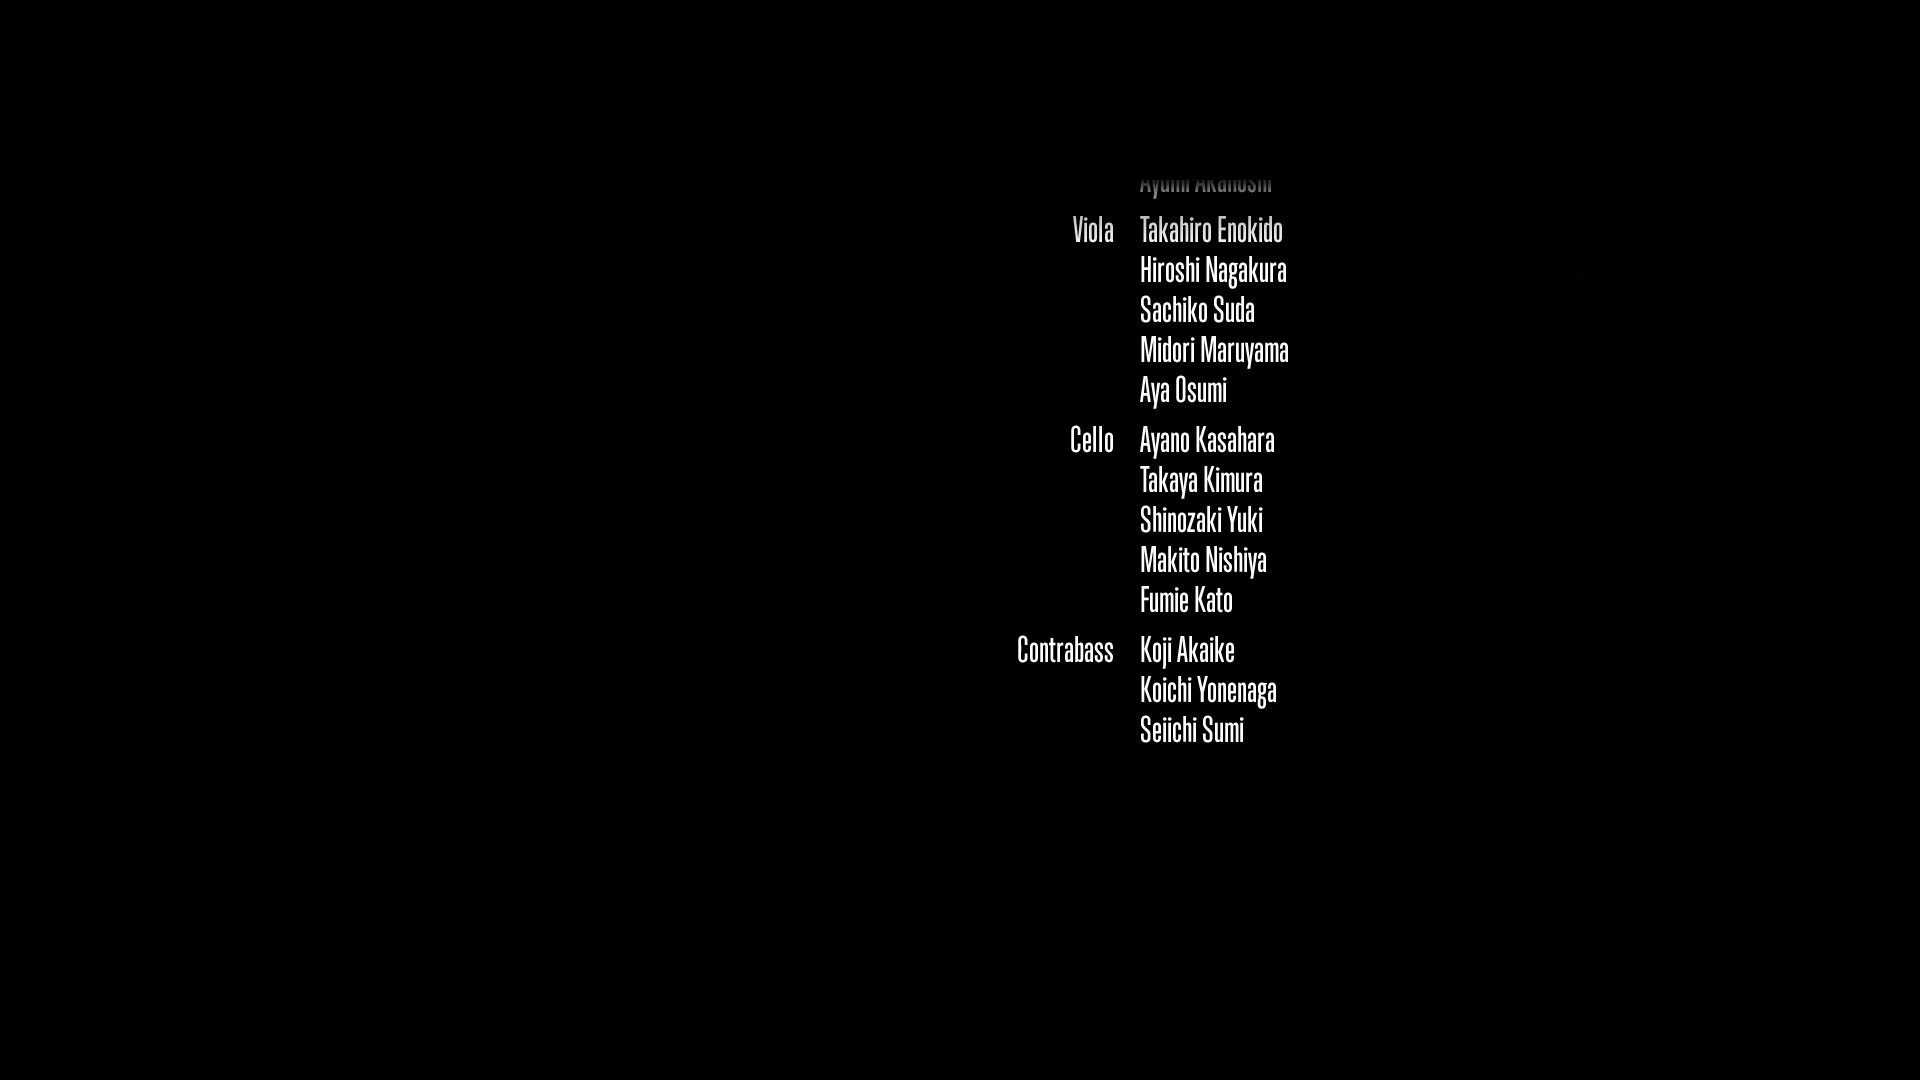 Ayumi
Viola Takahiro Enokido
Hiroshi Nagakura
Sachiko Suda
Midori Maruyama
Aya Osumi
Cello Ayano Kasahara
Takaya Kimura
Shinozaki Yuki
Makito Nishiya
Fumie Kato
Contrabass Koji Akaike
Koichi Yonenaga
Seiichi Sumi